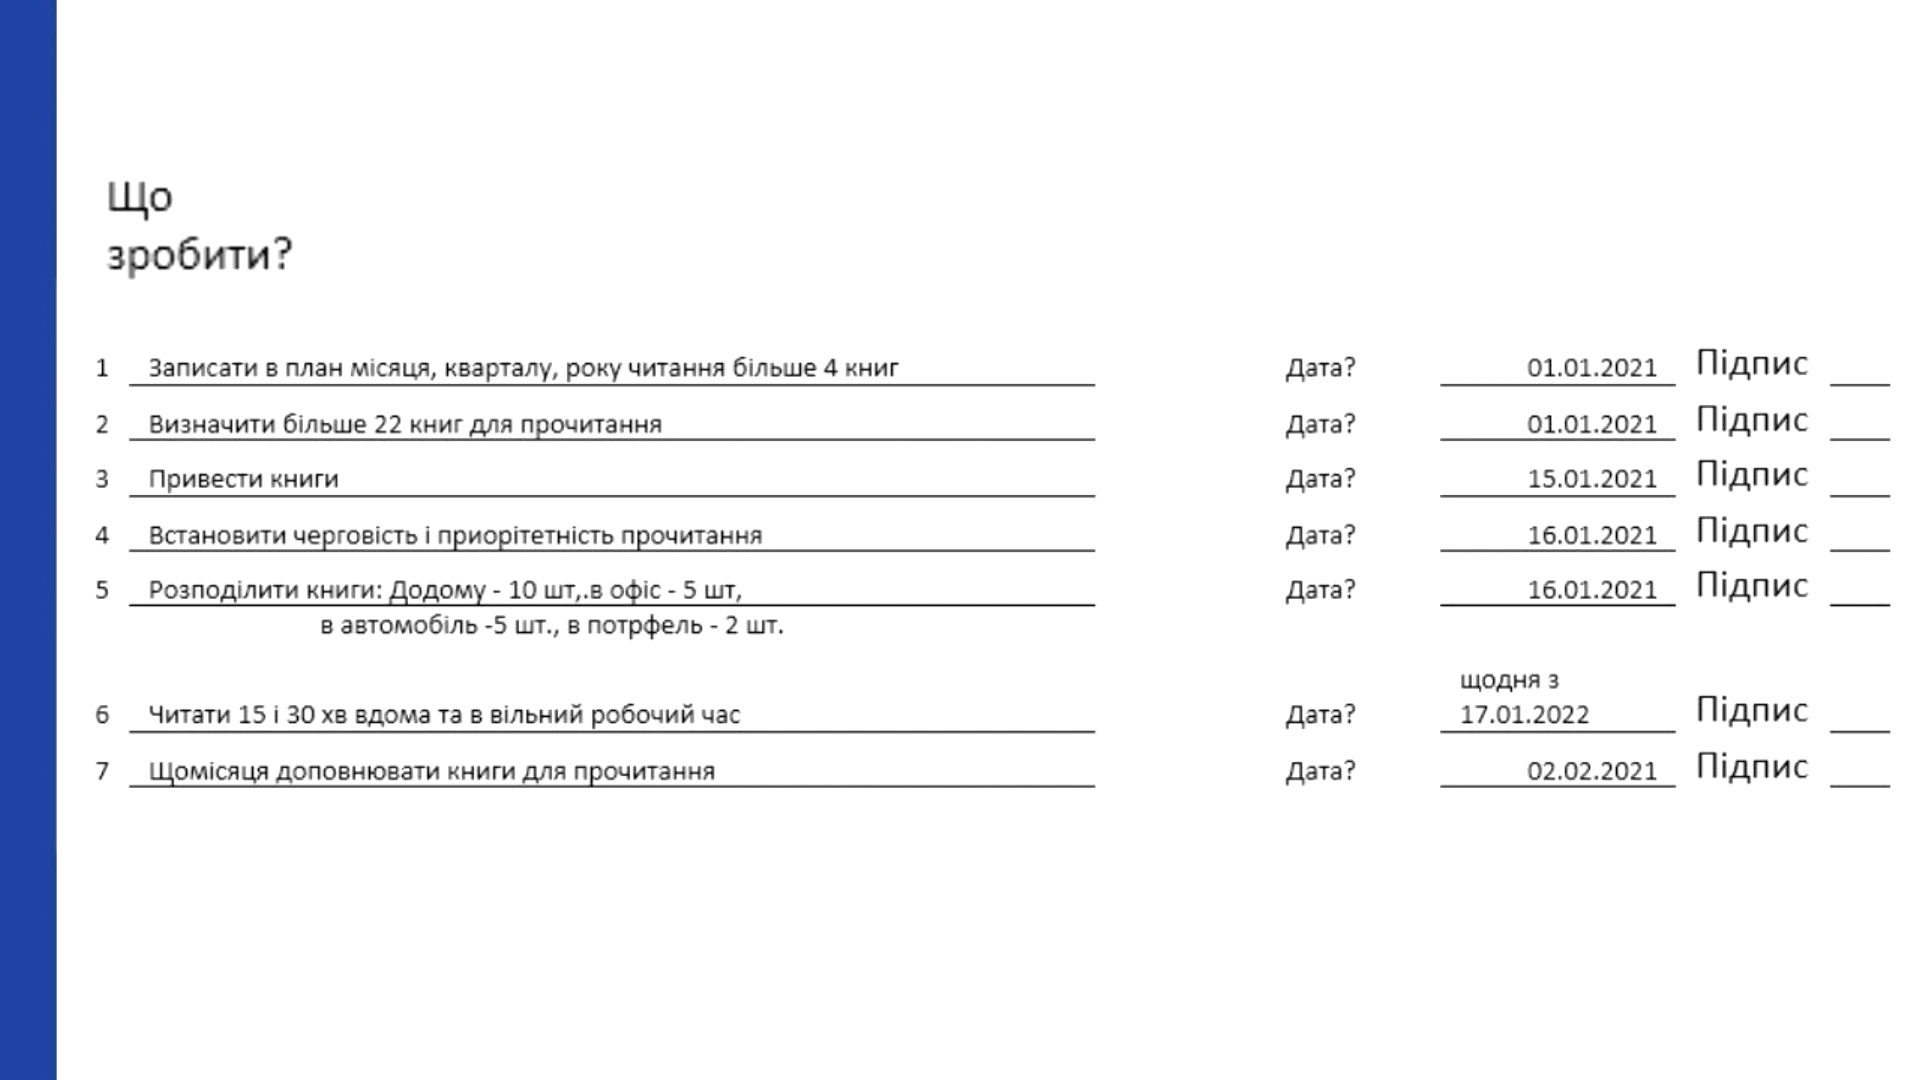 Що
зробити?
1 Записати в план місяця, кварталу, року читання більше 4 книг Дата? 01.01.2021 Підпис
2 Визначити більше 22 книг для прочитання Дата? 01.01.2021 Підпис
3 Привести книги Дата? 15.01.2021 Підпис
4 Встановити черговість і приорітетність прочитання Дата? 16.01.2021 Підпис
5 Розподілити книги: Додому - 10 шт,.в офіс - 5 шт, Дата? 16.01.2021 Підпис
в автомобіль -5 шт., в потрфель - 2 шт.
щодня з
6 Читати 15 і 30 хв вдома та в вільний робочий час Дата? 17.01.2022 Підпис
7 Щомісяця доповнювати книги для прочитання Дата? 02.02.2021 Підпис